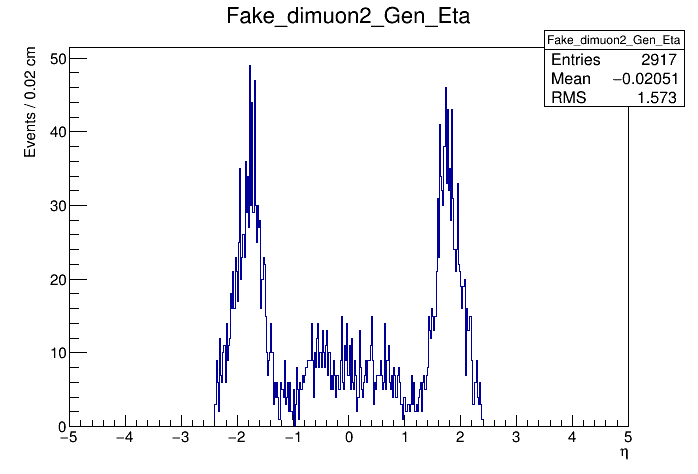 Fake_dimuon2_Gen_Eta
Fake_dimuon2_Gen_Eta
Entries 2917
Mean −0.02051
RMS 1.573
Events / 0.02 cm
50
40
30
20
10
0
−5 −4 −3 −2 −1 0 1 2 3 4 5
η